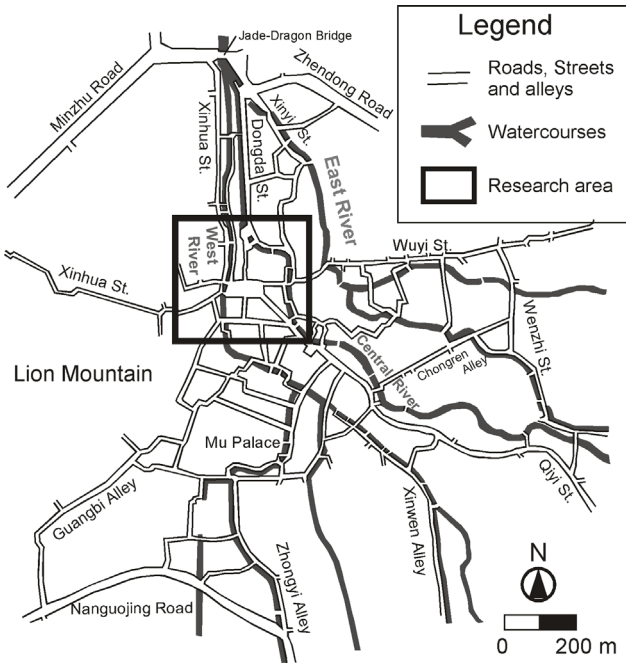 Jade-Dragon Bridge
Legend
Roads, Streets
and alleys
Watercourses
Research area
Minzhu Road
Xinhua St.
Dongda St.
Xinyi St.
Zhendong Road
East River
West
River
Wuyi St.
Xinhua St.
Wenzhi St.
Central River
Chongren
Alley
Lion Mountain
Mu Palace
Guangbi Alley
Qiyi St.
Xinwen Alley
Zhongyi Alley
Nanguojing Road
N
0 200 m